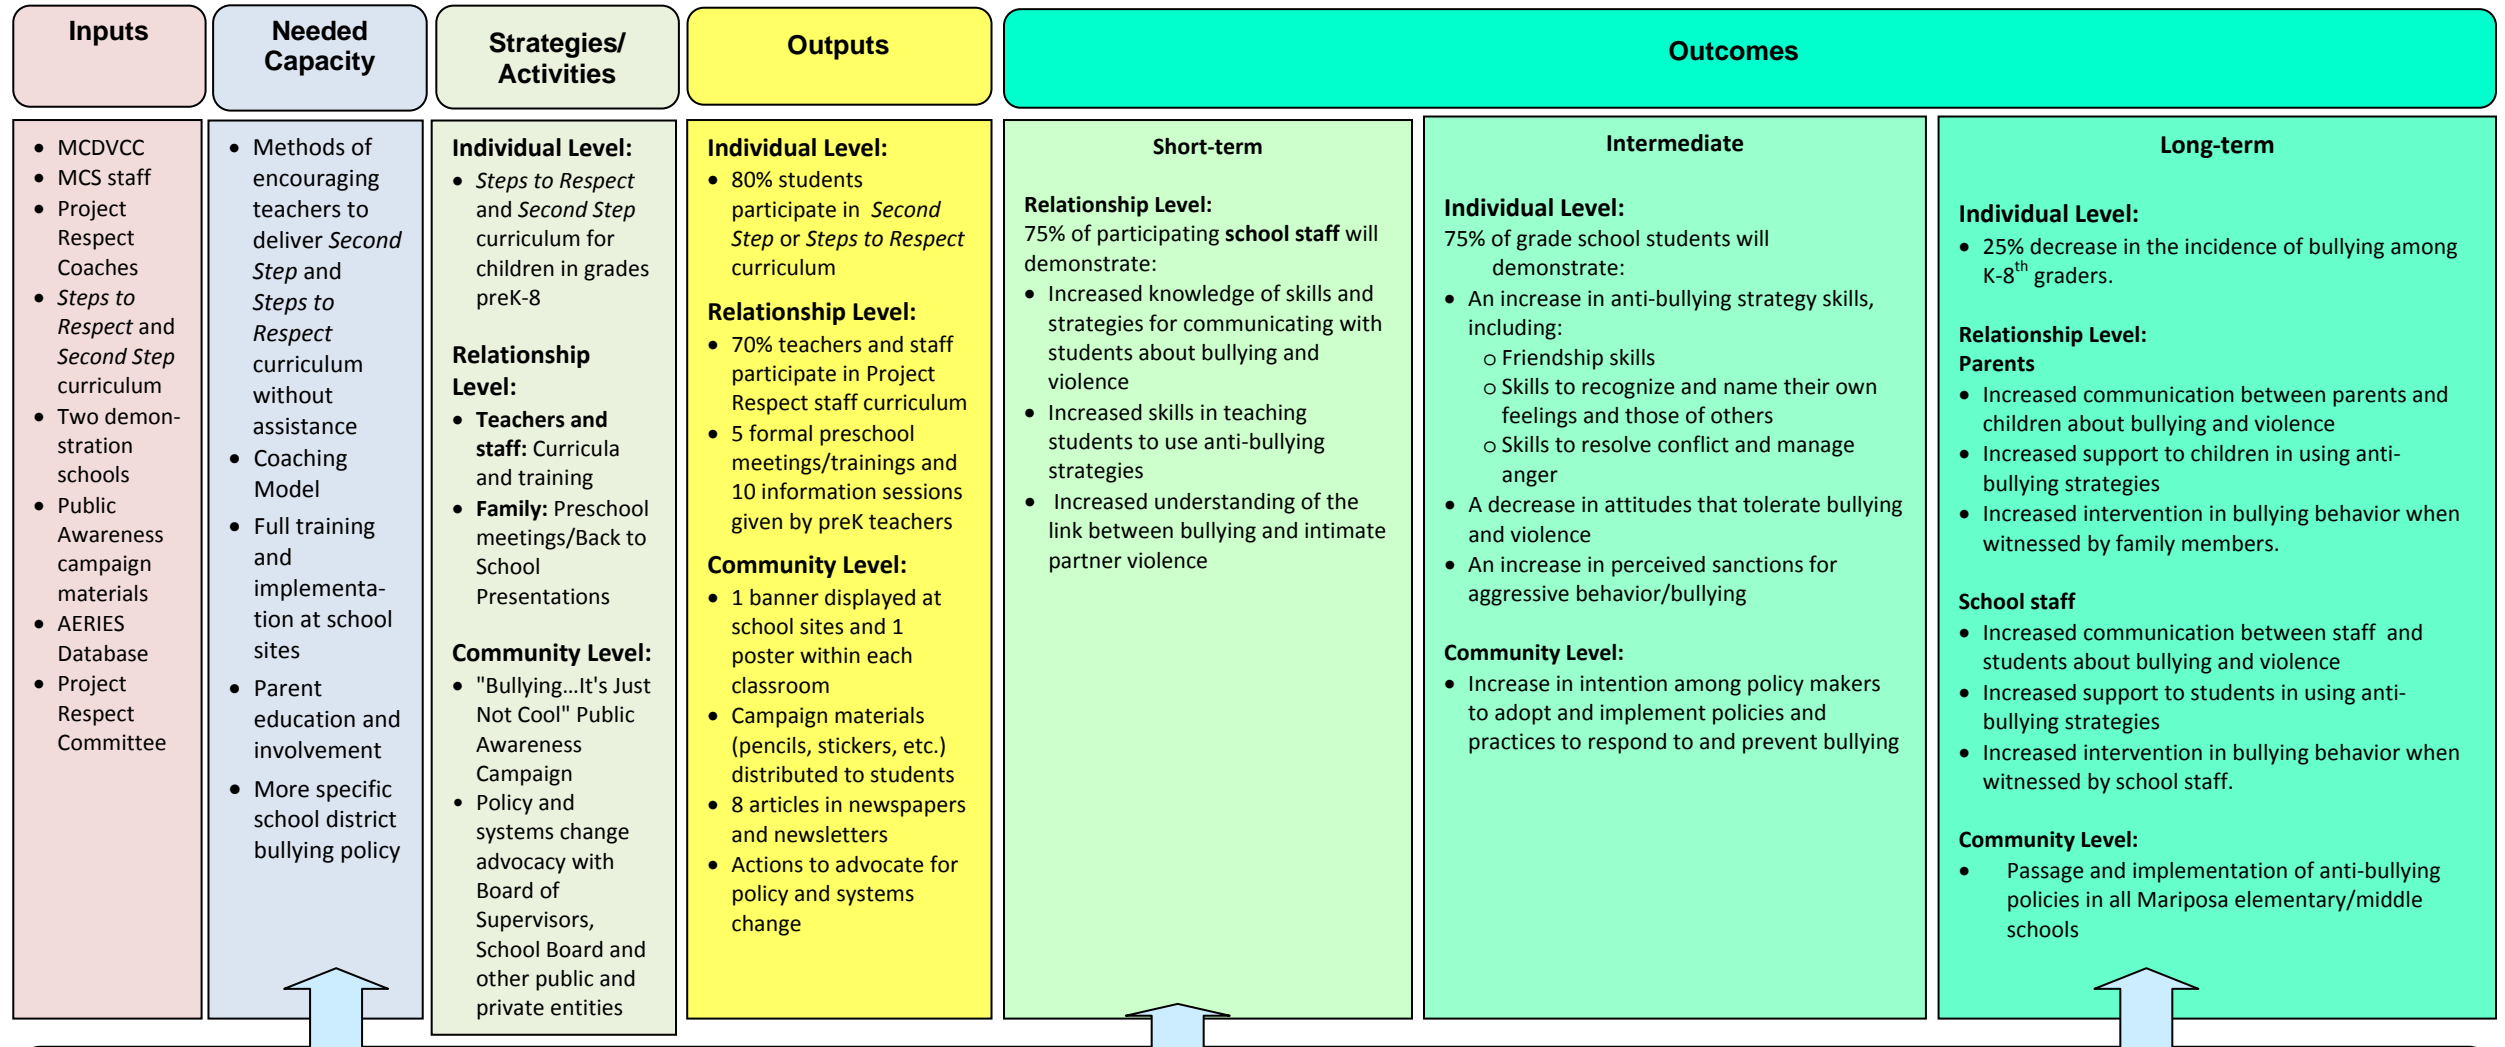 Inputs
Needed
Capacity
Strategies/
Activities
Outputs
Outcomes
• MCDVCC
• MCS staff
• Project
Respect
Coaches
• Steps to
Respect and
Second Step
curriculum
• Two demon-
stration
schools
• Public
Awareness
campaign
materials
• AERIES
Database
• Project
Respect
Committee
• Methods of
encouraging
teachers to
deliver Second
Step and
Steps to
Respect
curriculum
without
assistance
• Coaching
Model
• Full training
and
implementa-
tion at school
sites
• Parent
education and
involvement
• More specific
school district
bullying policy
Individual Level:
• Steps to Respect
and Second Step
curriculum for
children in grades
preK-8
Relationship
Level:
• Teachers and
staff: Curricula
and training
• Family: Preschool
meetings/Back to
School
Presentations
Community Level:
• "Bullying…It's Just
Not Cool" Public
Awareness
Campaign
• Policy and
systems change
advocacy with
Board of
Supervisors,
School Board and
other public and
private entities
Individual Level:
• 80% students
participate in Second
Step or Steps to Respect
curriculum
Relationship Level:
• 70% teachers and staff
participate in Project
Respect staff curriculum
• 5 formal preschool
meetings/trainings and
10 information sessions
given by preK teachers
Community Level:
• 1 banner displayed at
school sites and 1
poster within each
classroom
• Campaign materials
(pencils, stickers, etc.)
distributed to students
• 8 articles in newspapers
and newsletters
• Actions to advocate for
policy and systems
change
Short-term
Relationship Level:
75% of participating school staff will
demonstrate:
• Increased knowledge of skills and
strategies for communicating with
students about bullying and
violence
• Increased skills in teaching
students to use anti-bullying
strategies
• Increased understanding of the
link between bullying and intimate
partner violence
Intermediate
Individual Level:
75% of grade school students will
demonstrate:
• An increase in anti-bullying strategy skills,
including:
o Friendship skills
o Skills to recognize and name their own
feelings and those of others
o Skills to resolve conflict and manage
anger
• A decrease in attitudes that tolerate bullying
and violence
• An increase in perceived sanctions for
aggressive behavior/bullying
Community Level:
• Increase in intention among policy makers
to adopt and implement policies and
practices to respond to and prevent bullying
Long-term
Individual Level:
• 25% decrease in the incidence of bullying among
K-8th graders.
Relationship Level:
Parents
• Increased communication between parents and
children about bullying and violence
• Increased support to children in using anti-
bullying strategies
• Increased intervention in bullying behavior when
witnessed by family members.
School staff
• Increased communication between staff and
students about bullying and violence
• Increased support to students in using anti-
bullying strategies
• Increased intervention in bullying behavior when
witnessed by school staff.
Community Level:
• Passage and implementation of anti-bullying
policies in all Mariposa elementary/middle
schools